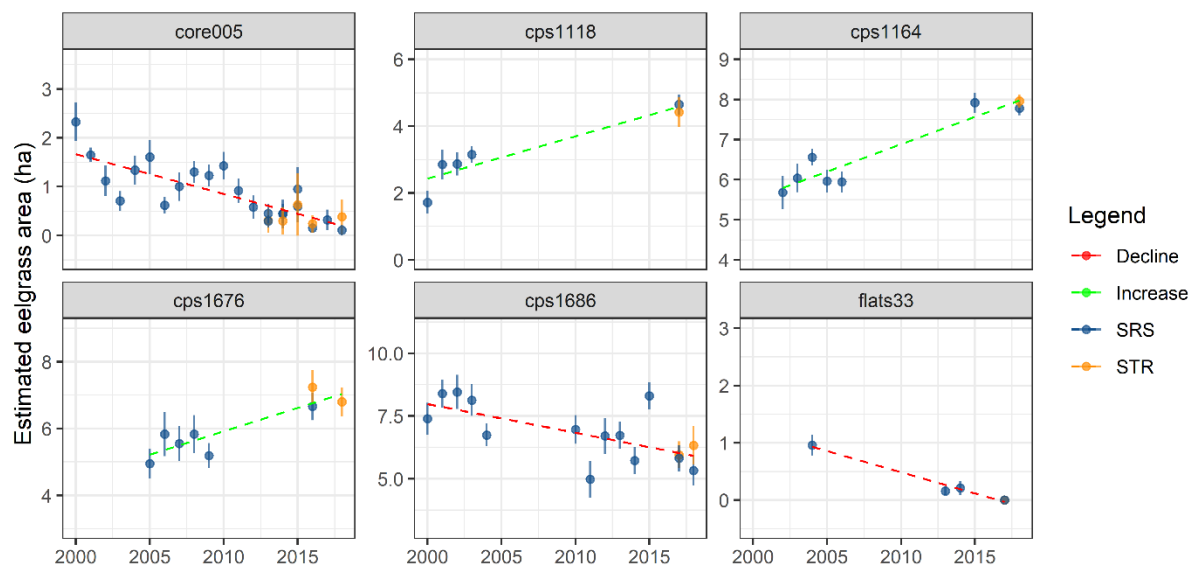 core005
cps1118
cps1164
3
2
1
0
6
4
2
0
9
8
7
6
5
4
cps1676
cps1686
flats33
8
6
4
10.0
7.5
5.0
3
2
1
0
2000 2005 2010 2015
2000 2005 2010 2015
2000 2005 2010 2015
Estimated eelgrass area (ha)
Legend
Decline
Increase
SRS
STR